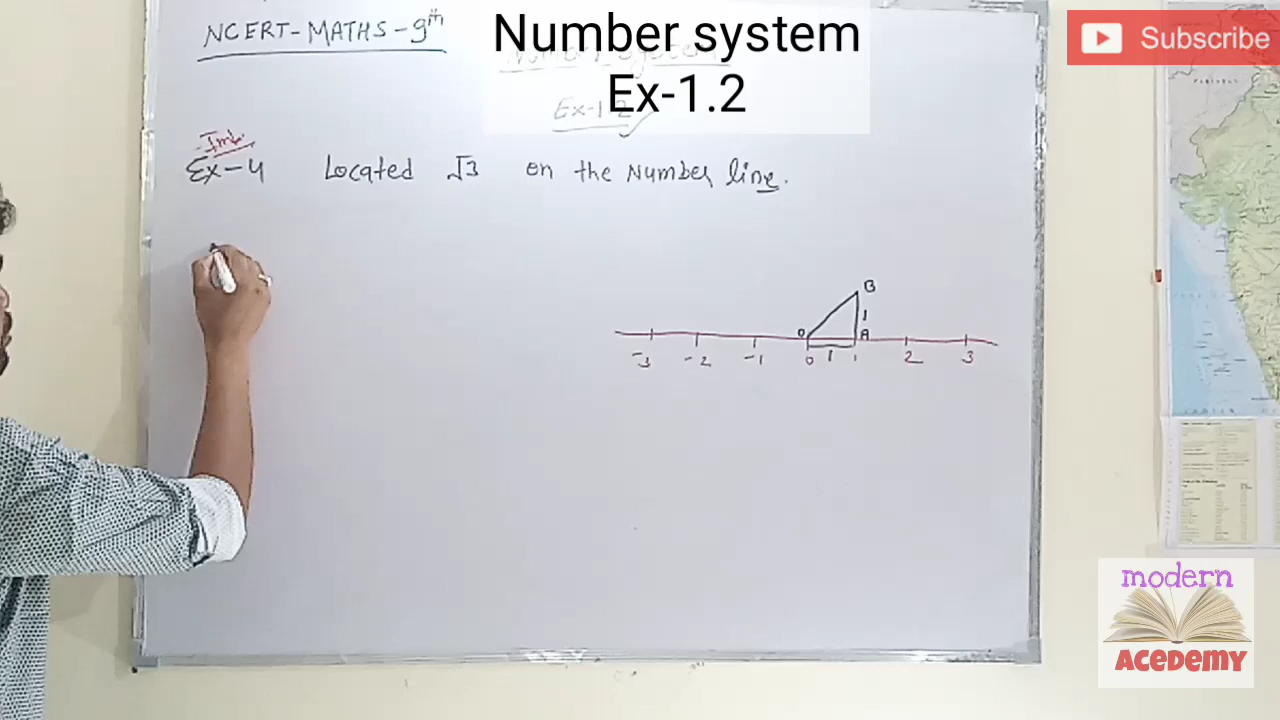 NCERT-MATHS-9th
Number system
Ex-1.2
Subscribe
Imp.
Ex-4 Located √3 on the Number line.
B
1
O A
-3 -2 -1 0 1 1 2 3
modern
ACEDEMY